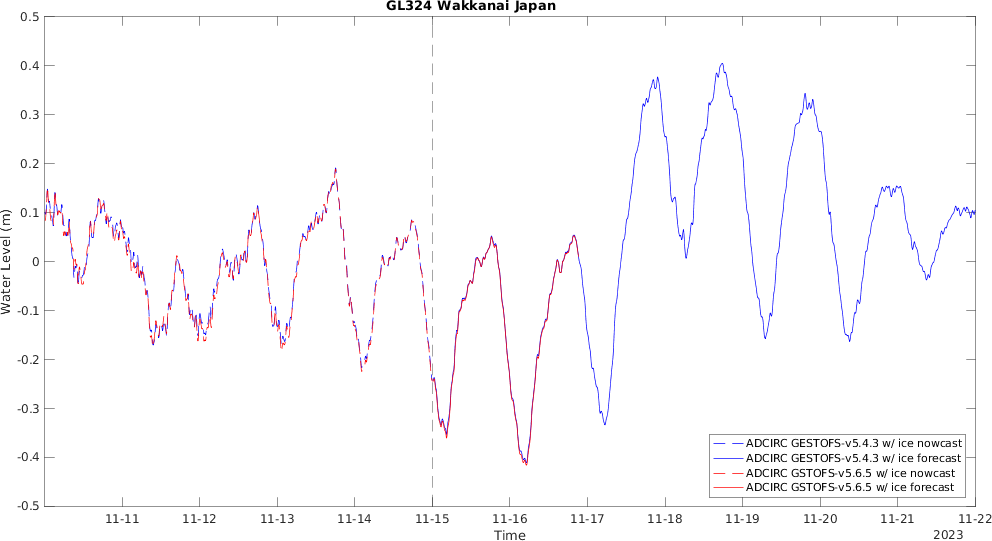 GL324 Wakkanai Japan
0.5
0.4
0.3
0.2
0.1
0
-0.1
-0.2
-0.3
-0.4
-0.5
Water Level (m)
ADCIRC GESTOFS-v5.4.3 w/ ice nowcast
ADCIRC GESTOFS-v5.4.3 w/ ice forecast
ADCIRC GSTOFS-v5.6.5 w/ ice nowcast
ADCIRC GSTOFS-v5.6.5 w/ ice forecast
11-11 11-12 11-13 11-14 11-15 11-16 11-17 11-18 11-19 11-20 11-21 11-22
Time
2023